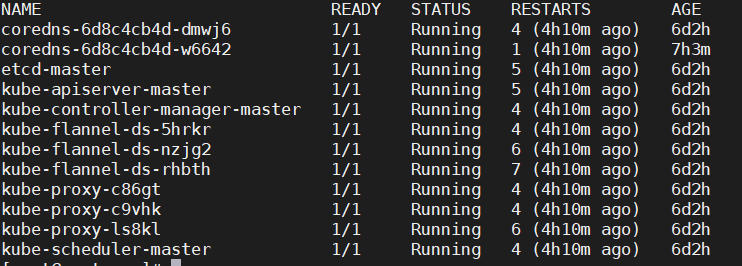 NAME READY STATUS RESTARTS AGE
coredns-6d8c4cb4d-dmwj6 1/1 Running 4 (4h10m ago) 6d2h
coredns-6d8c4cb4d-w6642 1/1 Running 1 (4h10m ago) 7h3m
etcd-master 1/1 Running 5 (4h10m ago) 6d2h
kube-apiserver-master 1/1 Running 5 (4h10m ago) 6d2h
kube-controller-manager-master 1/1 Running 4 (4h10m ago) 6d2h
kube-flannel-ds-5hrkr 1/1 Running 4 (4h10m ago) 6d2h
kube-flannel-ds-nzjg2 1/1 Running 6 (4h10m ago) 6d2h
kube-flannel-ds-rhbth 1/1 Running 7 (4h10m ago) 6d2h
kube-proxy-c86gt 1/1 Running 4 (4h10m ago) 6d2h
kube-proxy-c9vhk 1/1 Running 4 (4h10m ago) 6d2h
kube-proxy-ls8kl 1/1 Running 6 (4h10m ago) 6d2h
kube-scheduler-master 1/1 Running 4 (4h10m ago) 6d2h